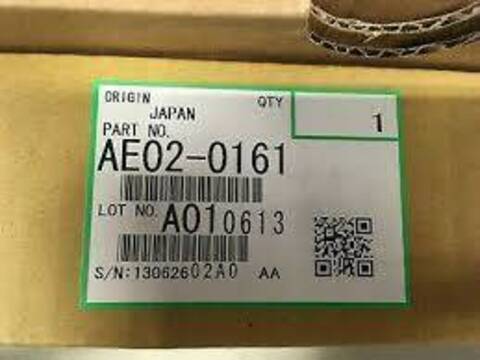 ORIGIN
JAPAN
QTY
1
PART NO.
AE02-0161
LOT NO. A010613
S/N:13062602A0 AA